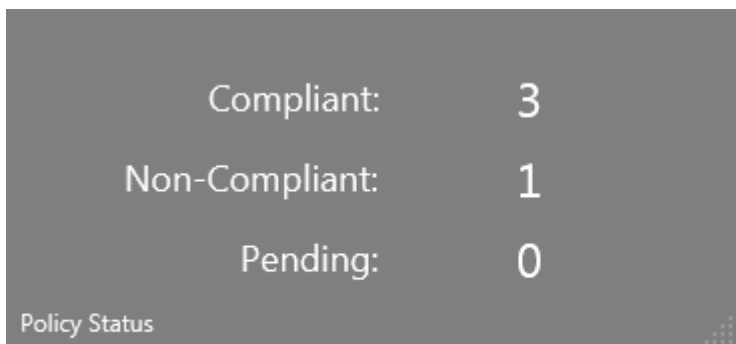 Compliant: 3
Non-Compliant: 1
Pending: 0
Policy Status